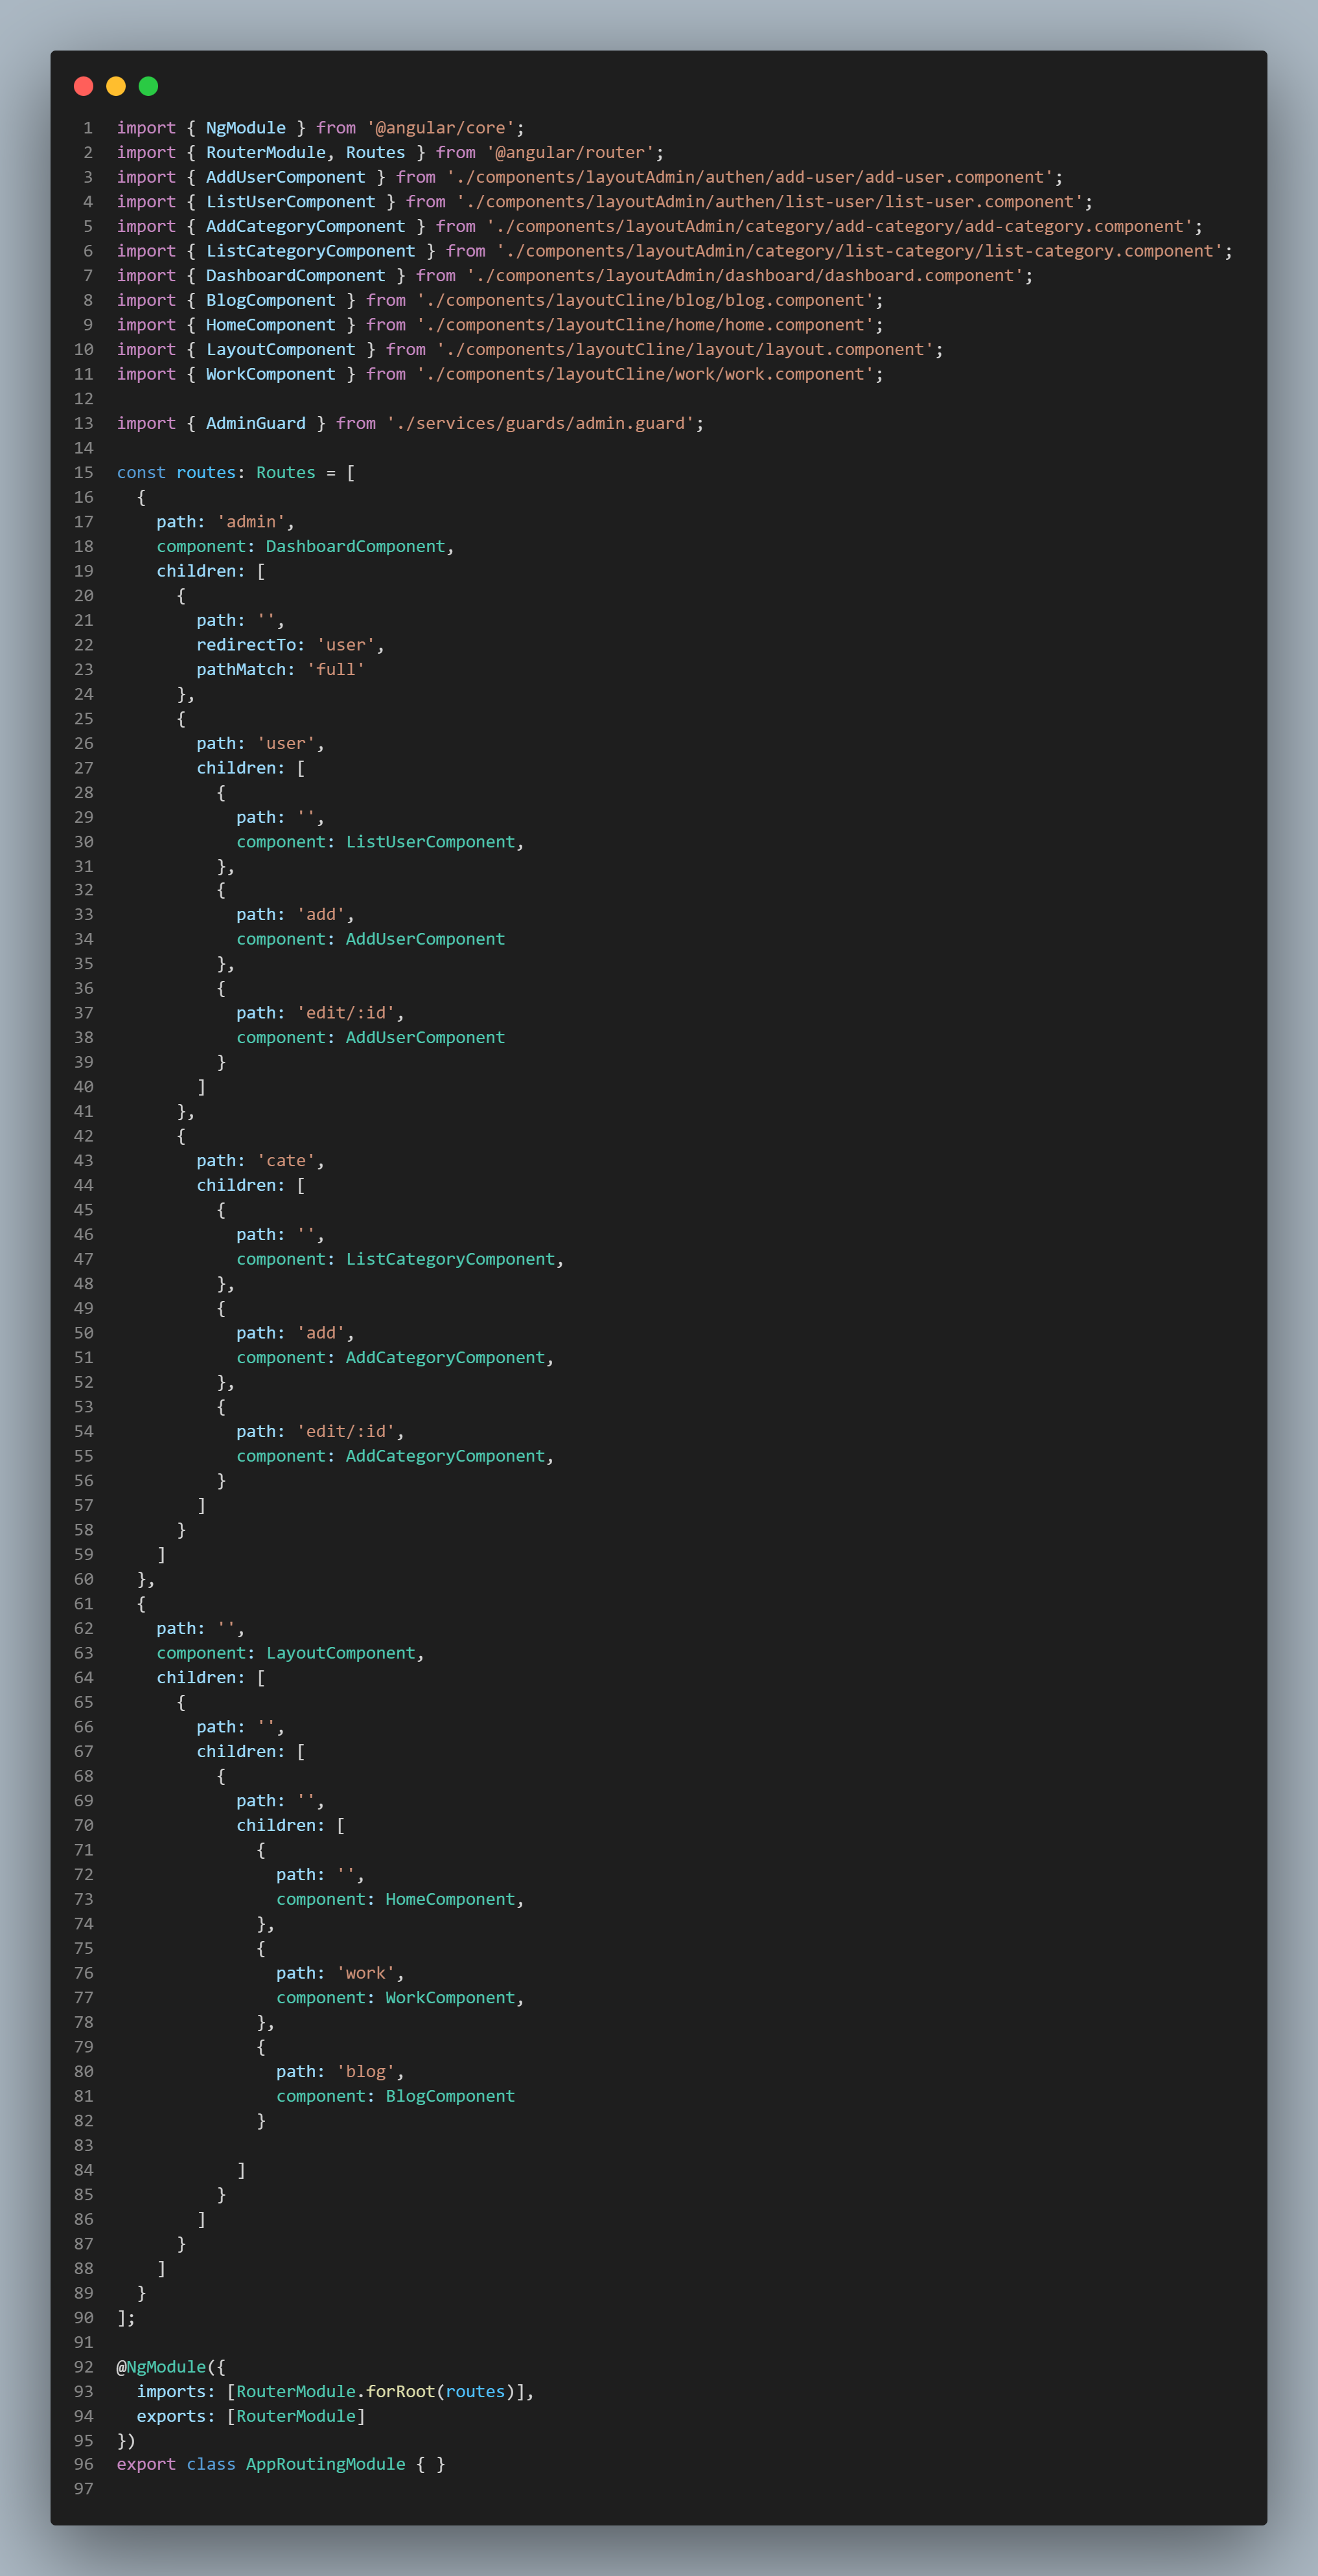 1 import { NgModule } from '@angular/core';
2 import { RouterModule, Routes } from '@angular/router';
3 import { AddUserComponent } from './components/layoutAdmin/authen/add-user/add-user.component';
4 import { ListUserComponent } from './components/layoutAdmin/authen/list-user/list-user.component';
5 import { AddCategoryComponent } from './components/layoutAdmin/category/add-category/add-category.component';
6 import { ListCategoryComponent } from './components/layoutAdmin/category/list-category/list-category.component';
7 import { DashboardComponent } from './components/layoutAdmin/dashboard/dashboard.component';
8 import { BlogComponent } from './components/layoutCline/blog/blog.component';
9 import { HomeComponent } from './components/layoutCline/home/home.component';
10 import { LayoutComponent } from './components/layoutCline/layout/layout.component';
11 import { WorkComponent } from './components/layoutCline/work/work.component';
12
13 import { AdminGuard } from './services/guards/admin.guard';
14
15 const routes: Routes = [
16   {
17     path: 'admin',
18     component: DashboardComponent,
19     children: [
20       {
21         path: '',
22         redirectTo: 'user',
23         pathMatch: 'full'
24       },
25       {
26         path: 'user',
27         children: [
28           {
29             path: '',
30             component: ListUserComponent,
31           },
32           {
33             path: 'add',
34             component: AddUserComponent
35           },
36           {
37             path: 'edit/:id',
38             component: AddUserComponent
39           }
40         ]
41       },
42       {
43         path: 'cate',
44         children: [
45           {
46             path: '',
47             component: ListCategoryComponent,
48           },
49           {
50             path: 'add',
51             component: AddCategoryComponent,
52           },
53           {
54             path: 'edit/:id',
55             component: AddCategoryComponent,
56           }
57         ]
58       }
59     ]
60   },
61   {
62     path: '',
63     component: LayoutComponent,
64     children: [
65       {
66         path: '',
67         children: [
68           {
69             path: '',
70             children: [
71               {
72                 path: '',
73                 component: HomeComponent,
74               },
75               {
76                 path: 'work',
77                 component: WorkComponent,
78               },
79               {
80                 path: 'blog',
81                 component: BlogComponent
82               }
83
84             ]
85           }
86         ]
87       }
88     ]
89   }
90 ];
91
92 @NgModule({
93   imports: [RouterModule.forRoot(routes)],
94   exports: [RouterModule]
95 })
96 export class AppRoutingModule { }
97